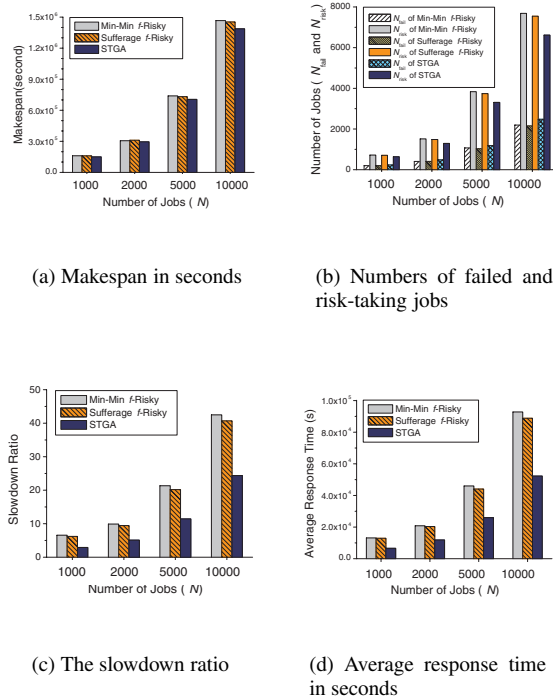 1.5x10⁶
1.2x10⁶
9.0x10⁵
6.0x10⁵
3.0x10⁵
0.0
Makespan(second)
Min-Min f-Risky
Sufferage f-Risky
STGA
1000 2000 5000 10000
Number of Jobs ( N)
(a) Makespan in seconds
8000
6000
4000
2000
0
Number of Jobs ( N_fail and N_risk)
N_fail of Min-Min f-Risky
N_risk of Min-Min f-Risky
N_fail of Sufferage f-Risky
N_risk of Sufferage f-Risky
N_fail of STGA
N_risk of STGA
1000 2000 5000 10000
Number of Jobs ( N)
(b) Numbers of failed and
risk-taking jobs
50
40
30
20
10
0
Slowdown Ratio
Min-Min f-Risky
Sufferage f-Risky
STGA
1000 2000 5000 10000
Number of Jobs ( N)
(c) The slowdown ratio
1.0x10⁵
8.0x10⁴
6.0x10⁴
4.0x10⁴
2.0x10⁴
0.0
Average Response Time (s)
Min-Min f-Risky
Sufferage f-Risky
STGA
1000 2000 5000 10000
Number of Jobs ( N)
(d) Average response time
in seconds